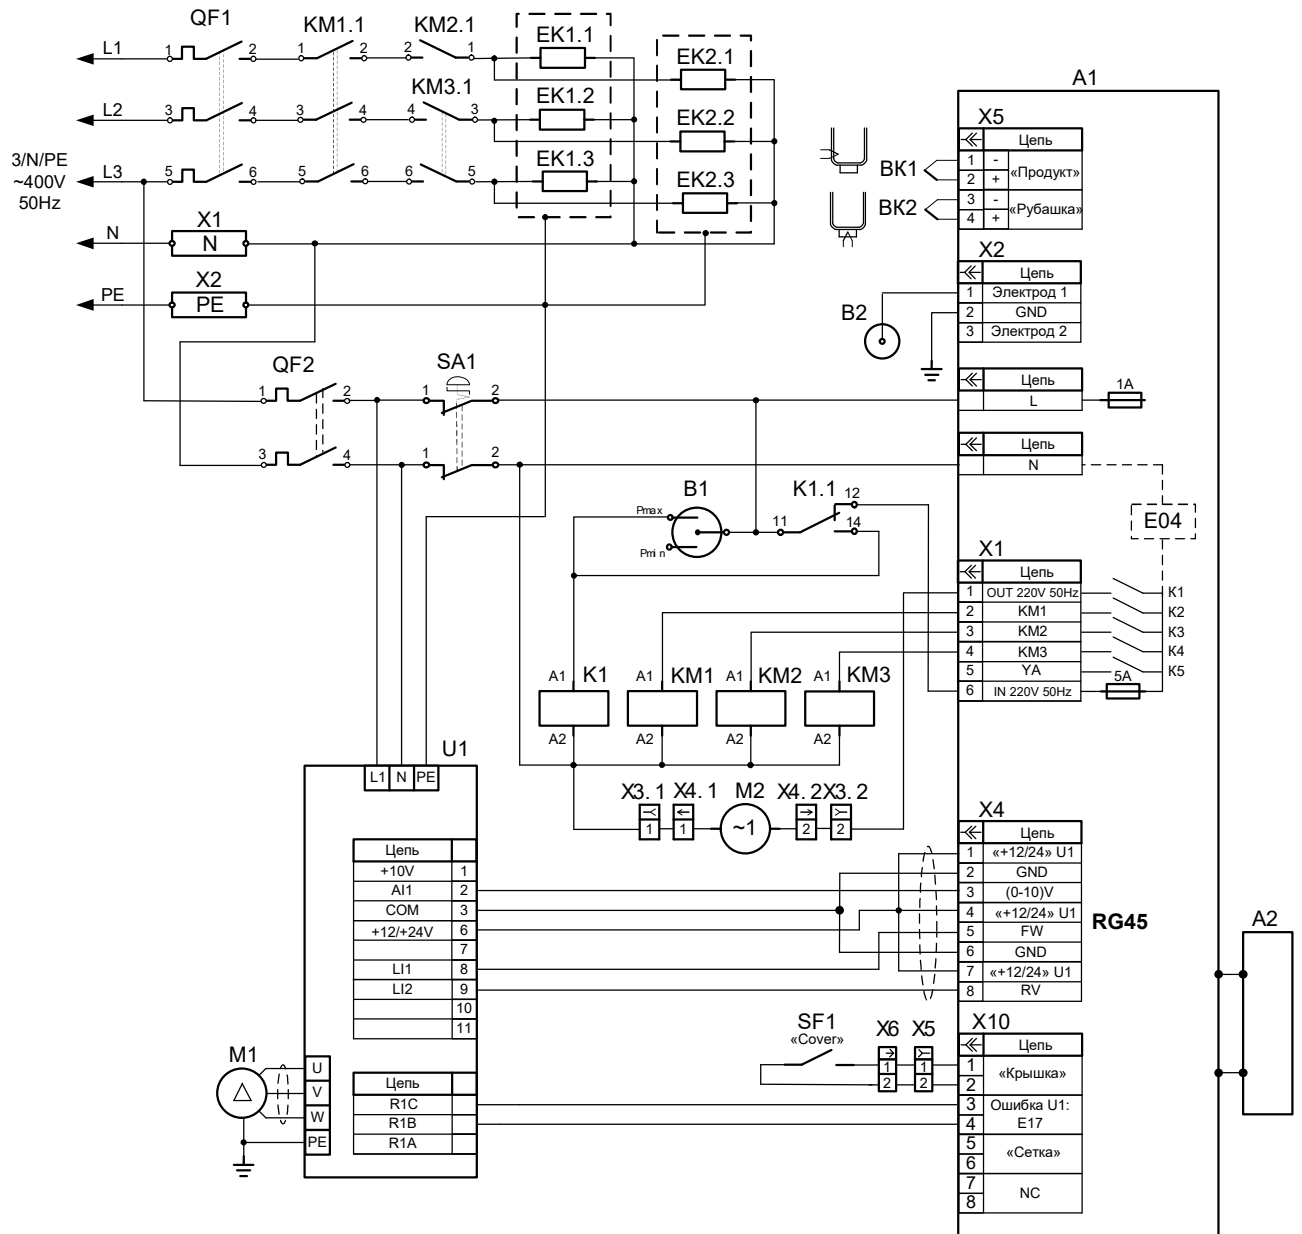 QF1
KM1.1
KM2.1
EK1.1
L1
1
2
1
2
2
1
EK2.1
A1
KM3.1
EK1.2
L2
3
4
3
4
4
3
EK2.2
X5
Цепь
1
-
«Продукт»
2
+
3
-
«Рубашка»
4
+
ВК1
ВК2
3/N/PE
~400V
50Hz
L3
5
6
5
6
6
5
EK1.3
EK2.3
N
X1
N
PE
X2
PE
X2
Цепь
1
Электрод 1
2
GND
3
Электрод 2
B2
QF2
SA1
1
2
1
2
3
4
1
2
Цепь
L
1A
Цепь
N
E04
B1
Pmax
Pmin
K1.1
11
12
14
X1
Цепь
1
OUT 220V 50Hz
K1
2
KM1
K2
3
KM2
K3
4
KM3
K4
5
YA
K5
6
IN 220V 50Hz
5A
A1
K1
A2
A1
KM1
A2
A1
KM2
A2
A1
KM3
A2
U1
L1
N
PE
X3.1
X4.1
M2
X4.2
X3.2
1
1
~1
2
2
Цепь
+10V
1
AI1
2
COM
3
+12/+24V
6
7
LI1
8
LI2
9
10
11
X4
Цепь
1
«+12/24» U1
2
GND
3
(0-10)V
4
«+12/24» U1
5
FW
6
GND
7
«+12/24» U1
8
RV
RG45
A2
M1
U
V
W
PE
Цепь
R1C
R1B
R1A
SF1
«Cover»
X6
X5
1
2
1
2
X10
Цепь
1
«Крышка»
2
3
Ошибка U1:
4
E17
5
«Сетка»
6
7
NC
8